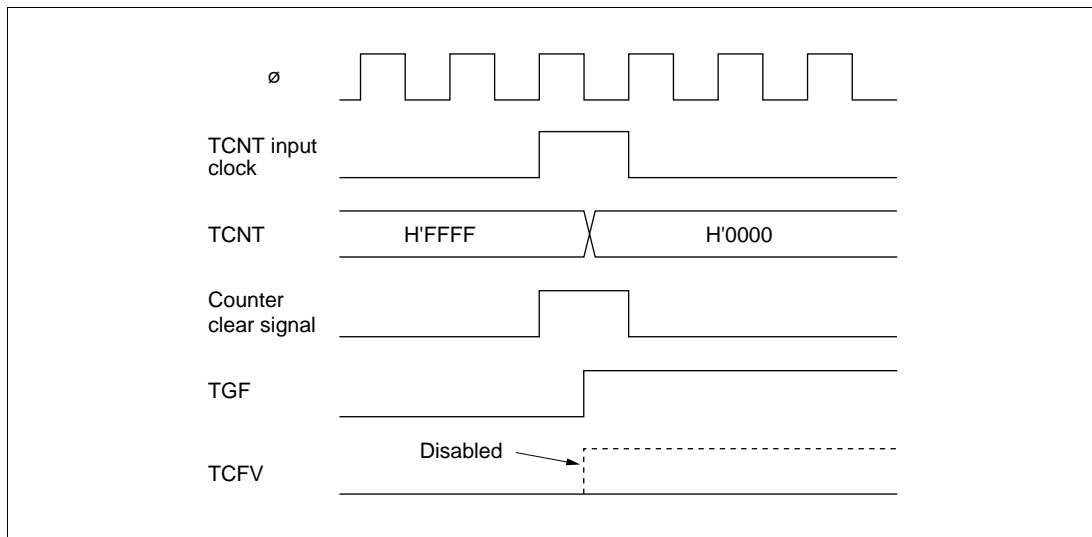 ø
TCNT input
clock
TCNT
H'FFFF
H'0000
Counter
clear signal
TGF
Disabled
TCFV